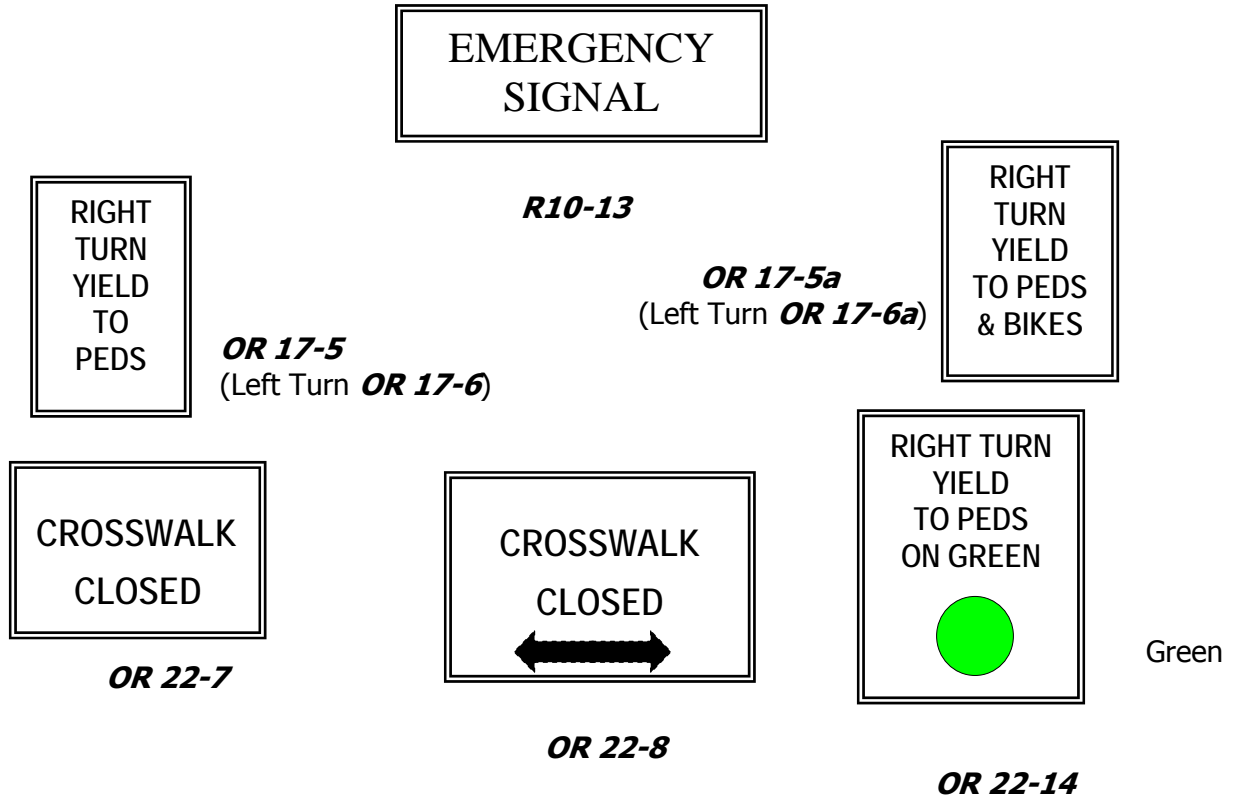 EMERGENCY
SIGNAL
R10-13
RIGHT
TURN
YIELD
TO
PEDS
OR 17-5
(Left Turn OR 17-6)
RIGHT
TURN
YIELD
TO PEDS
& BIKES
OR 17-5a
(Left Turn OR 17-6a)
CROSSWALK
CLOSED
OR 22-7
CROSSWALK
CLOSED
OR 22-8
RIGHT TURN
YIELD
TO PEDS
ON GREEN
Green
OR 22-14